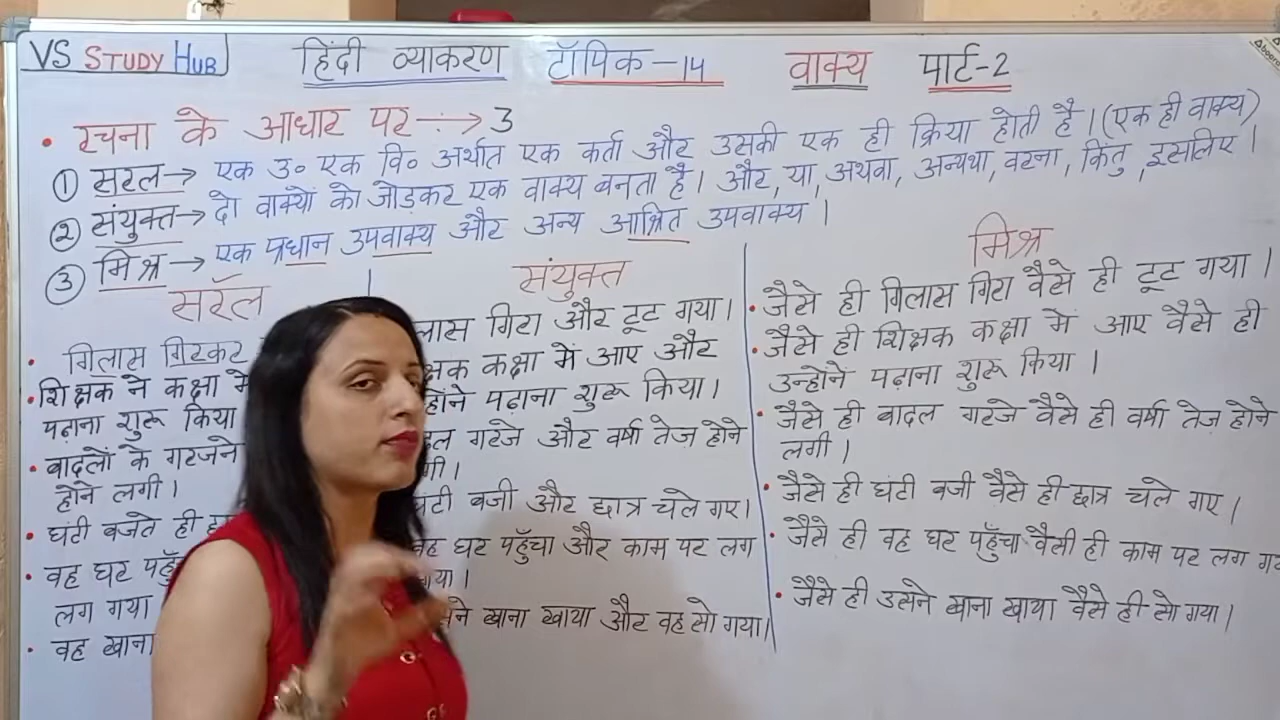 VS STUDY HUB
हिंदी व्याकरण टॉपिक-14 वाक्य पार्ट-2
• रचना के आधार पर → 3
① सरल → एक उ० एक वि० अर्थात एक कर्ता और उसकी एक ही क्रिया होती है। (एक ही वाक्य)
② संयुक्त → दो वाक्यों को जोड़कर एक वाक्य बनता है। और, या, अथवा, अन्यथा, वरना, किंतु, इसलिए।
③ मिश्र → एक प्रधान उपवाक्य और अन्य आश्रित उपवाक्य।
सरल
• गिलास गिरकर
• शिक्षक ने कक्षा मे
पढ़ाना शुरू किया
• बादलों के गरजने
होने लगी।
• घंटी बजते ही
• वह घर
लग गया
• वह खाना
संयुक्त
लास गिरा और टूट गया।
क्षक कक्षा में आए और
होंने पढ़ाना शुरू किया।
दल गरजे और वर्षा तेज़ होने
गी।
घंटी बजी और छात्र चले गए।
वह घर पहुँचा और काम पर लग
गया।
सने खाना खाया और वह सो गया।
मिश्र
• जैसे ही गिलास गिरा वैसे ही टूट गया।
• जैसे ही शिक्षक कक्षा में आए वैसे ही
उन्होंने पढ़ाना शुरू किया।
• जैसे ही बादल गरजे वैसे ही वर्षा तेज़ होने
लगी।
• जैसे ही घंटी बजी वैसे ही छात्र चले गए।
• जैसे ही वह घर पहुँचा वैसी ही काम पर लग
• जैसे ही उसने खाना खाया वैसे ही सो गया।